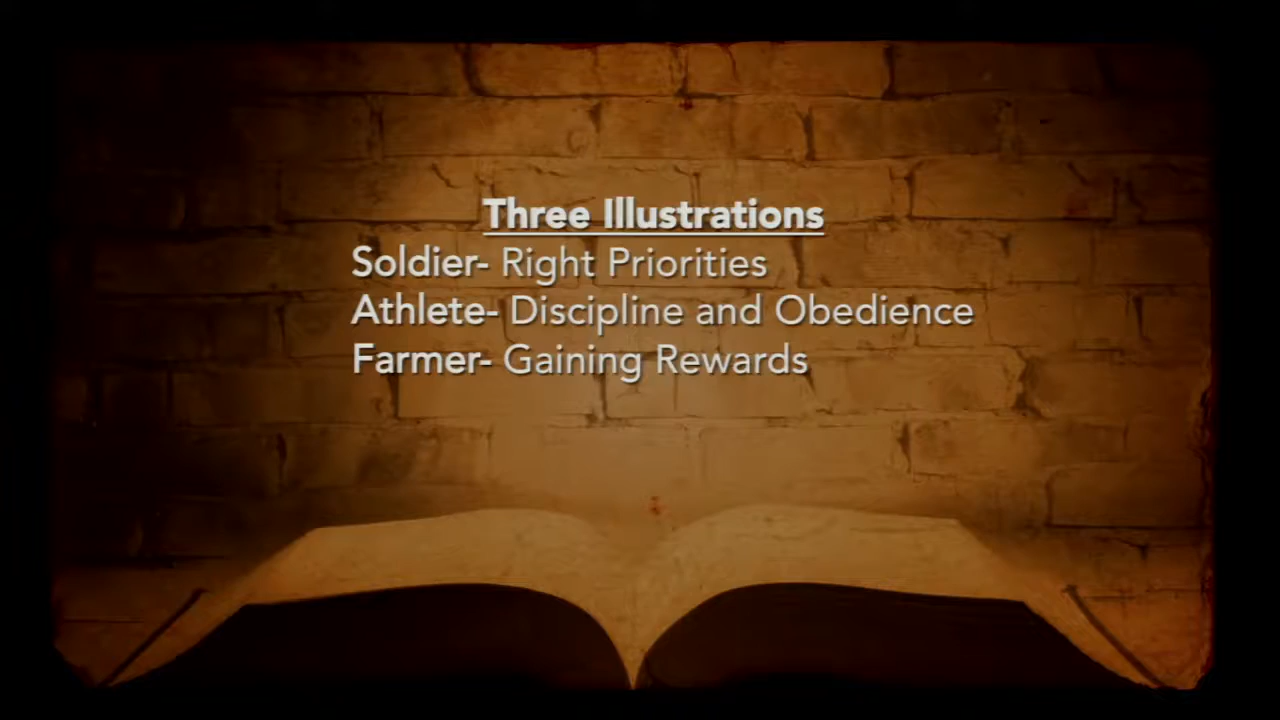 Three Illustrations
Soldier- Right Priorities
Athlete- Discipline and Obedience
Farmer- Gaining Rewards